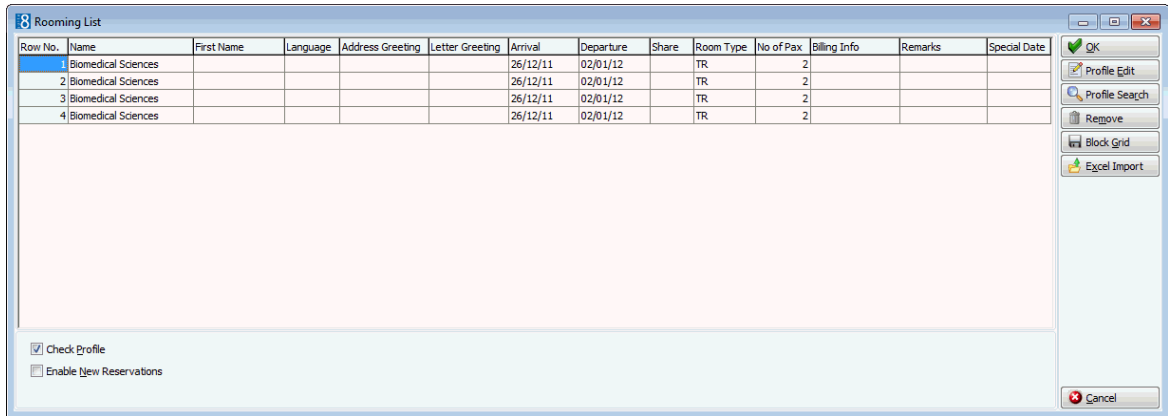 8 Rooming List
Row No. Name First Name Language Address Greeting Letter Greeting Arrival Departure Share Room Type No of Pax Billing Info Remarks Special Date
1 Biomedical Sciences 26/12/11 02/01/12 TR 2
2 Biomedical Sciences 26/12/11 02/01/12 TR 2
3 Biomedical Sciences 26/12/11 02/01/12 TR 2
4 Biomedical Sciences 26/12/11 02/01/12 TR 2
OK
Profile Edit
Profile Search
Remove
Block Grid
Excel Import
Check Profile
Enable New Reservations
Cancel